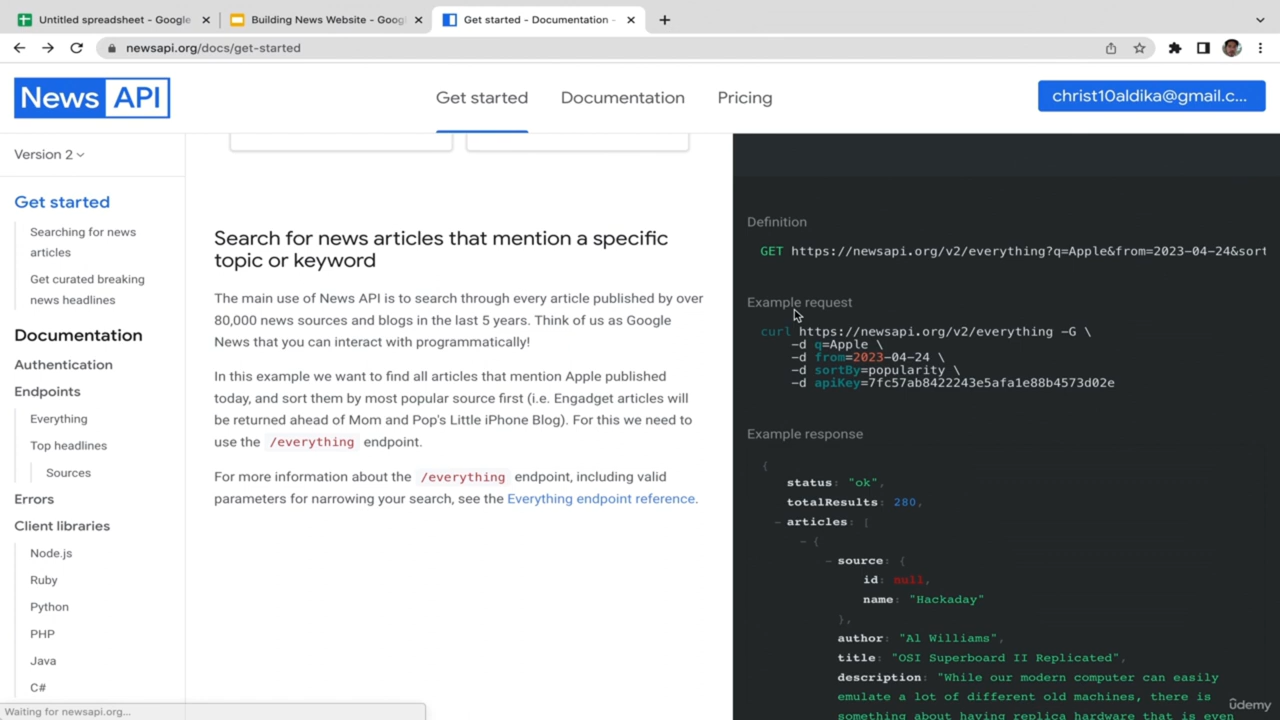 Untitled spreadsheet - Google
Building News Website - Googl
Get started - Documentation -
newsapi.org/docs/get-started
News API
Get started
Documentation
Pricing
christ10aldika@gmail.c...
Version 2
Get started
Searching for news
articles
Get curated breaking
news headlines
Documentation
Authentication
Endpoints
Everything
Top headlines
Sources
Errors
Client libraries
Node.js
Ruby
Python
PHP
Java
C#
Waiting for newsapi.org...
Search for news articles that mention a specific
topic or keyword
The main use of News API is to search through every article published by over
80,000 news sources and blogs in the last 5 years. Think of us as Google
News that you can interact with programmatically!
In this example we want to find all articles that mention Apple published
today, and sort them by most popular source first (i.e. Engadget articles will
be returned ahead of Mom and Pop's Little iPhone Blog). For this we need to
use the /everything endpoint.
For more information about the /everything endpoint, including valid
parameters for narrowing your search, see the Everything endpoint reference.
Definition
GET https://newsapi.org/v2/everything?q=Apple&from=2023-04-24&sort
Example request
curl https://newsapi.org/v2/everything -G \
-d q=Apple \
-d from=2023-04-24 \
-d sortBy=popularity \
-d apiKey=7fc57ab8422243e5afa1e88b4573d02e
Example response
{
status: "ok",
totalResults: 280,
- articles: [
- {
- source: {
id: null,
name: "Hackaday"
},
author: "Al Williams",
title: "OSI Superboard II Replicated",
description: "While our modern computer can easily
emulate a lot of different old machines, there is
something about having replica hardware that is even
udemy